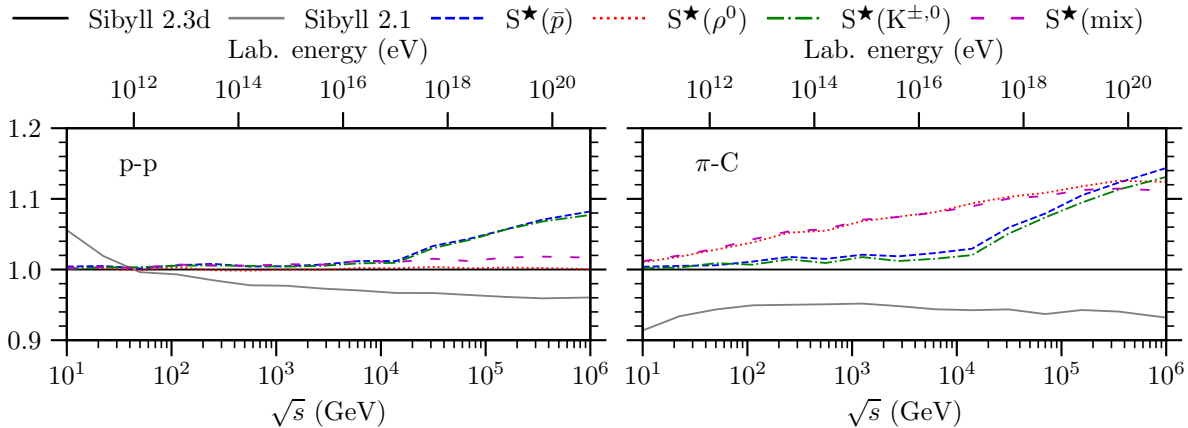 Sibyll 2.3d Sibyll 2.1 S★(p̄) S★(ρ⁰) S★(K±,⁰) S★(mix)
Lab. energy (eV) Lab. energy (eV)
10¹² 10¹⁴ 10¹⁶ 10¹⁸ 10²⁰ 10¹² 10¹⁴ 10¹⁶ 10¹⁸ 10²⁰
1.2
p-p π-C
1.1
1.0
0.9
10¹ 10² 10³ 10⁴ 10⁵ 10⁶ 10¹ 10² 10³ 10⁴ 10⁵ 10⁶
√s (GeV) √s (GeV)